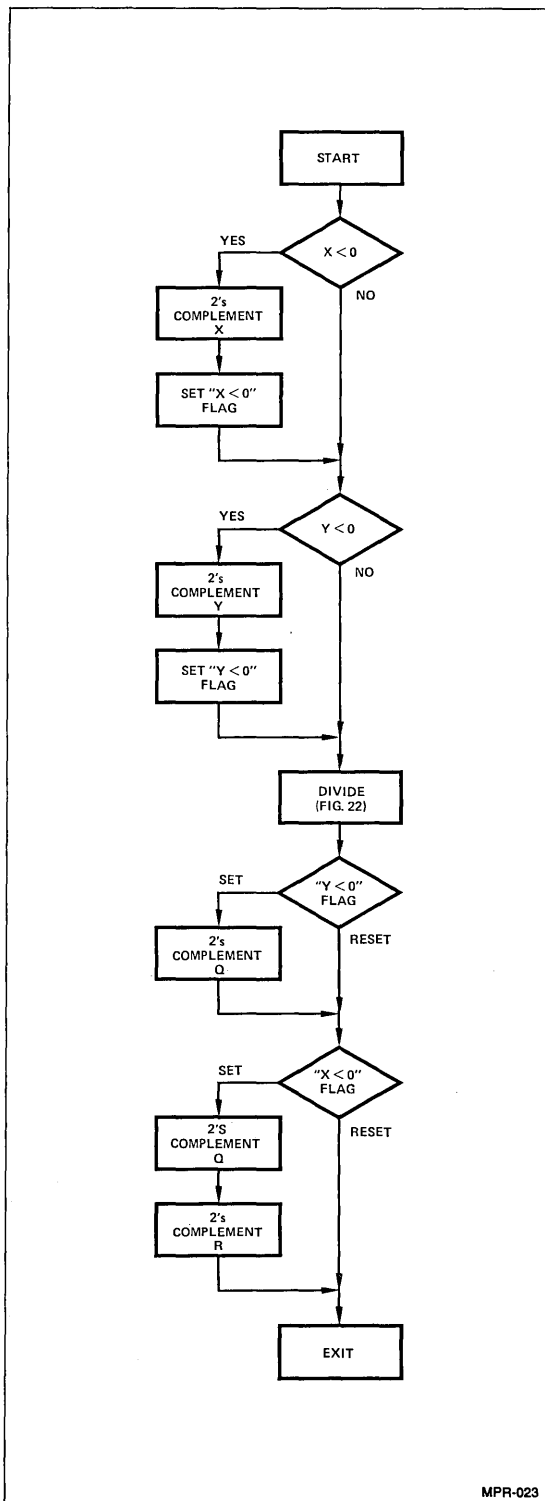 START
X < 0
YES
NO
2's
COMPLEMENT
X
SET "X < 0"
FLAG
Y < 0
YES
NO
2's
COMPLEMENT
Y
SET "Y < 0"
FLAG
DIVIDE
(FIG. 22)
"Y < 0"
FLAG
SET
RESET
2's
COMPLEMENT
Q
"X < 0"
FLAG
SET
RESET
2'S
COMPLEMENT
Q
2's
COMPLEMENT
R
EXIT
MPR-023